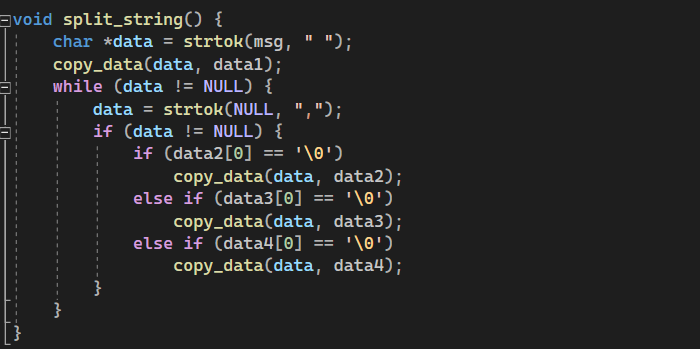 void split_string() {
    char *data = strtok(msg, " ");
    copy_data(data, data1);
    while (data != NULL) {
        data = strtok(NULL, ",");
        if (data != NULL) {
            if (data2[0] == '\0')
                copy_data(data, data2);
            else if (data3[0] == '\0')
                copy_data(data, data3);
            else if (data4[0] == '\0')
                copy_data(data, data4);
        }
    }
}